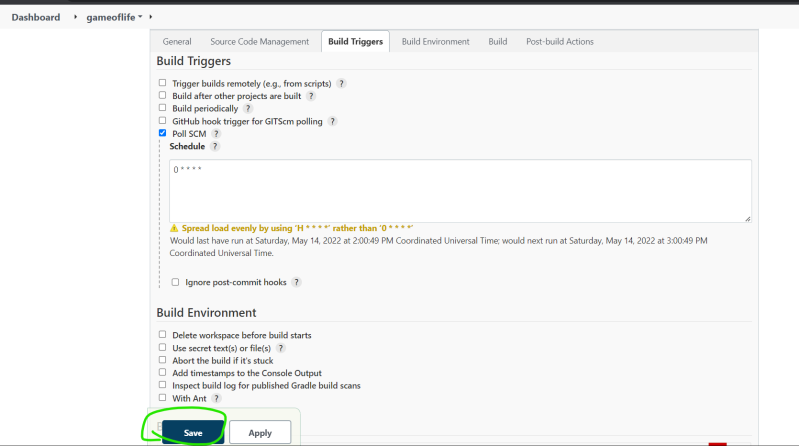 Dashboard gameoflife
General Source Code Management Build Triggers Build Environment Build Post-build Actions
Build Triggers
Trigger builds remotely (e.g., from scripts) ?
Build after other projects are built ?
Build periodically ?
GitHub hook trigger for GITScm polling ?
Poll SCM ?
Schedule ?
0 * * * *
Spread load evenly by using 'H * * * *' rather than '0 * * * *'
Would last have run at Saturday, May 14, 2022 at 2:00:49 PM Coordinated Universal Time; would next run at Saturday, May 14, 2022 at 3:00:49 PM
Coordinated Universal Time.
Ignore post-commit hooks ?
Build Environment
Delete workspace before build starts
Use secret text(s) or file(s) ?
Abort the build if it's stuck
Add timestamps to the Console Output
Inspect build log for published Gradle build scans
With Ant ?
Save Apply